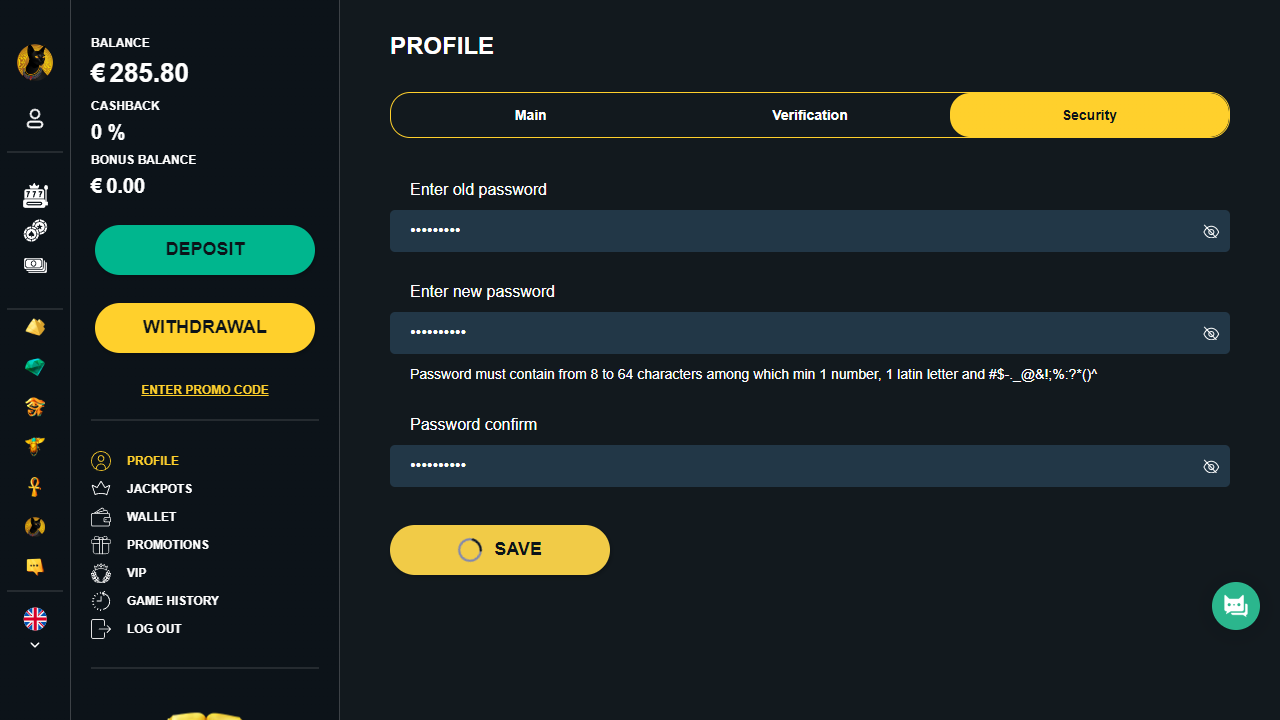 BALANCE
€ 285.80
CASHBACK
0 %
BONUS BALANCE
€ 0.00
DEPOSIT
WITHDRAWAL
ENTER PROMO CODE
PROFILE
JACKPOTS
WALLET
PROMOTIONS
VIP
GAME HISTORY
LOG OUT
PROFILE
Main
Verification
Security
Enter old password
•••••••••
Enter new password
••••••••••
Password must contain from 8 to 64 characters among which min 1 number, 1 latin letter and #$-._@&!;%:?*()^
Password confirm
••••••••••
SAVE